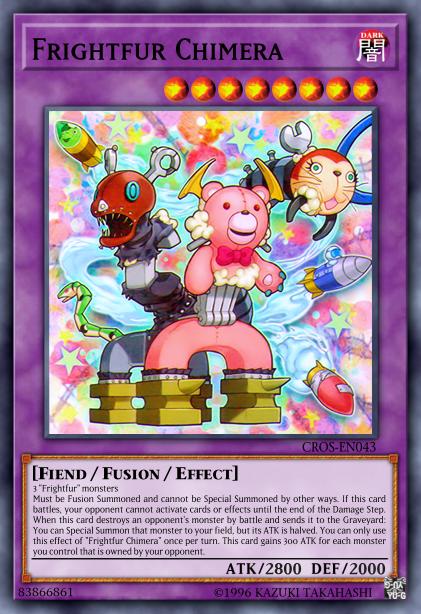 FRIGHTFUR CHIMERA
DARK
闇
CROS-EN043
[FIEND / FUSION / EFFECT]
3 "Frightfur" monsters
Must be Fusion Summoned and cannot be Special Summoned by other ways. If this card
battles, your opponent cannot activate cards or effects until the end of the Damage Step.
When this card destroys an opponent's monster by battle and sends it to the Graveyard:
You can Special Summon that monster to your field, but its ATK is halved. You can only use
this effect of "Frightfur Chimera" once per turn. This card gains 300 ATK for each monster
you control that is owned by your opponent.
ATK/2800 DEF/2000
83866861 ©1996 KAZUKI TAKAHASHI